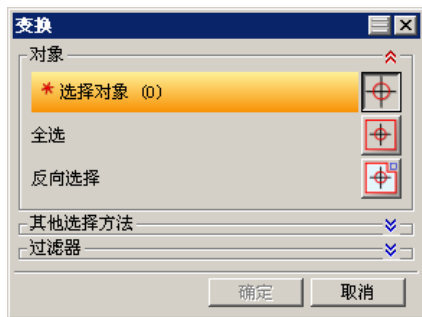 变换
对象
* 选择对象 (0)
全选
反向选择
其他选择方法
过滤器
确定 取消